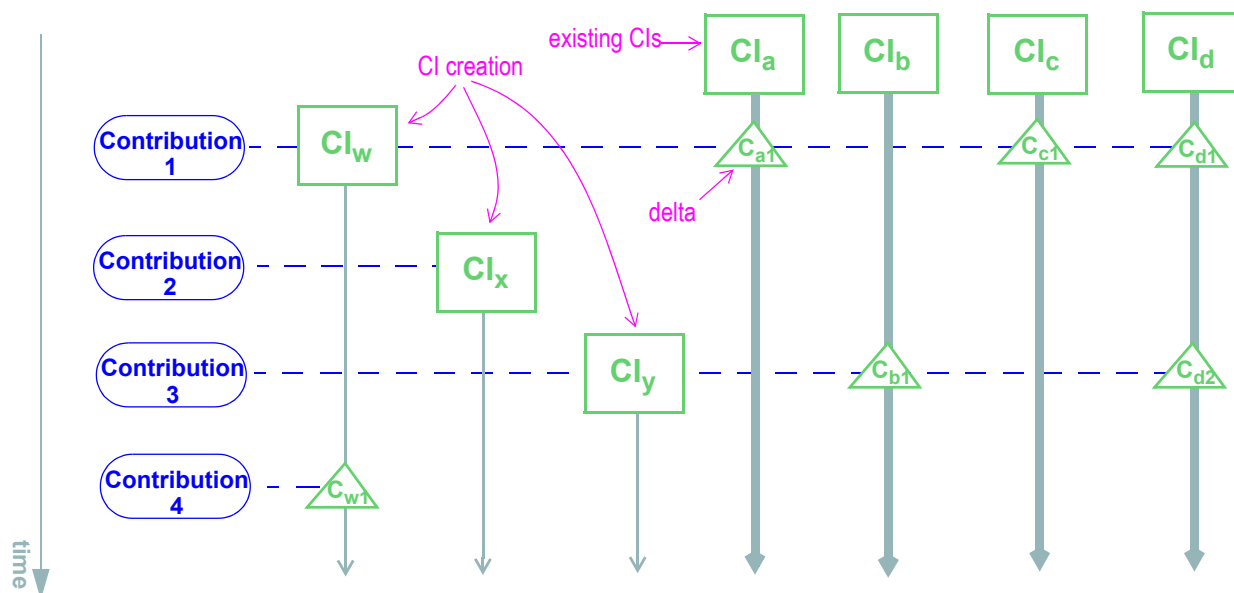 existing CIs
CIa
CIb
CIc
CId
CI creation
Contribution
1
CIw
Ca1
Cc1
Cd1
delta
Contribution
2
CIx
Contribution
3
CIy
Cb1
Cd2
Contribution
4
Cw1
time